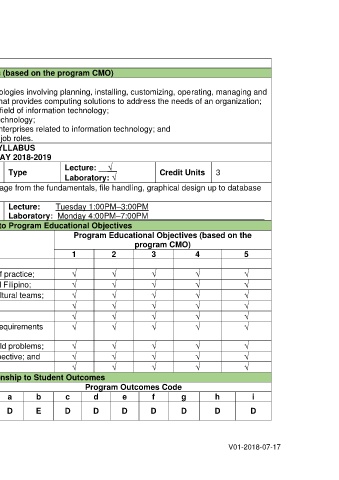 (based on the program CMO)
ologies involving planning, installing, customizing, operating, managing and
hat provides computing solutions to address the needs of an organization;
field of information technology;
chnology;
nterprises related to information technology; and
job roles.
YLLABUS
AY 2018-2019
Type Lecture: √ Credit Units 3
Laboratory: √
age from the fundamentals, file handling, graphical design up to database
Lecture: Tuesday 1:00PM–3:00PM
Laboratory: Monday 4:00PM–7:00PM
to Program Educational Objectives
Program Educational Objectives (based on the
program CMO)
1 2 3 4 5
f practice; √ √ √ √ √
l Filipino; √ √ √ √ √
ltural teams; √ √ √ √ √
√ √ √ √ √
√ √ √ √ √
equirements √ √ √ √ √
ld problems; √ √ √ √ √
pective; and √ √ √ √ √
√ √ √ √ √
nship to Student Outcomes
Program Outcomes Code
a b c d e f g h i
D E D D D D D D D
V01-2018-07-17